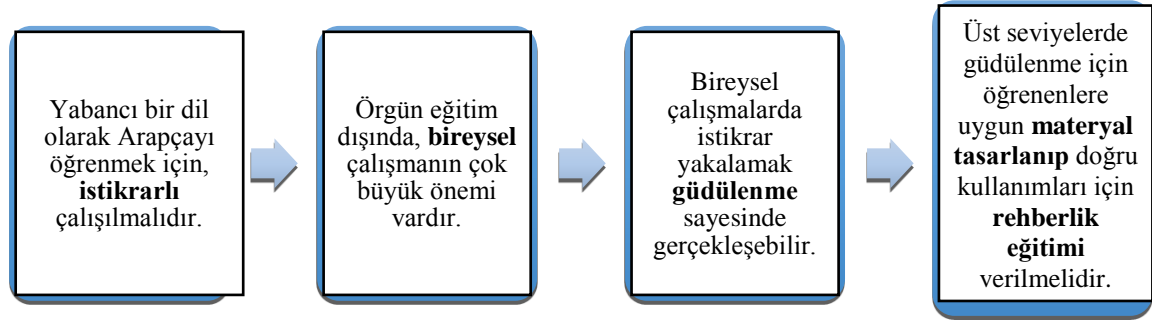 Yabancı bir dil
olarak Arapçayı
öğrenmek için,
istikrarlı
çalışılmalıdır.
Örgün eğitim
dışında, bireysel
çalışmanın çok
büyük önemi
vardır.
Bireysel
çalışmalarda
istikrar
yakalamak
güdülenme
sayesinde
gerçekleşebilir.
Üst seviyelerde
güdülenme için
öğrenenlere
uygun materyal
tasarlanıp doğru
kullanımları için
rehberlik
eğitimi
verilmelidir.